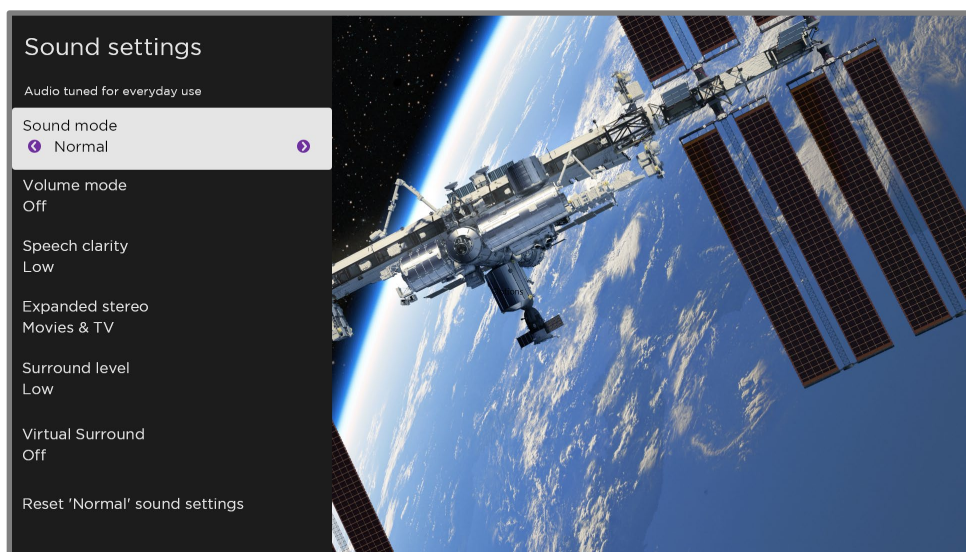 Sound settings
Audio tuned for everyday use
Sound mode
Normal
Volume mode
Off
Speech clarity
Low
Expanded stereo
Movies & TV
Surround level
Low
Virtual Surround
Off
Reset 'Normal' sound settings